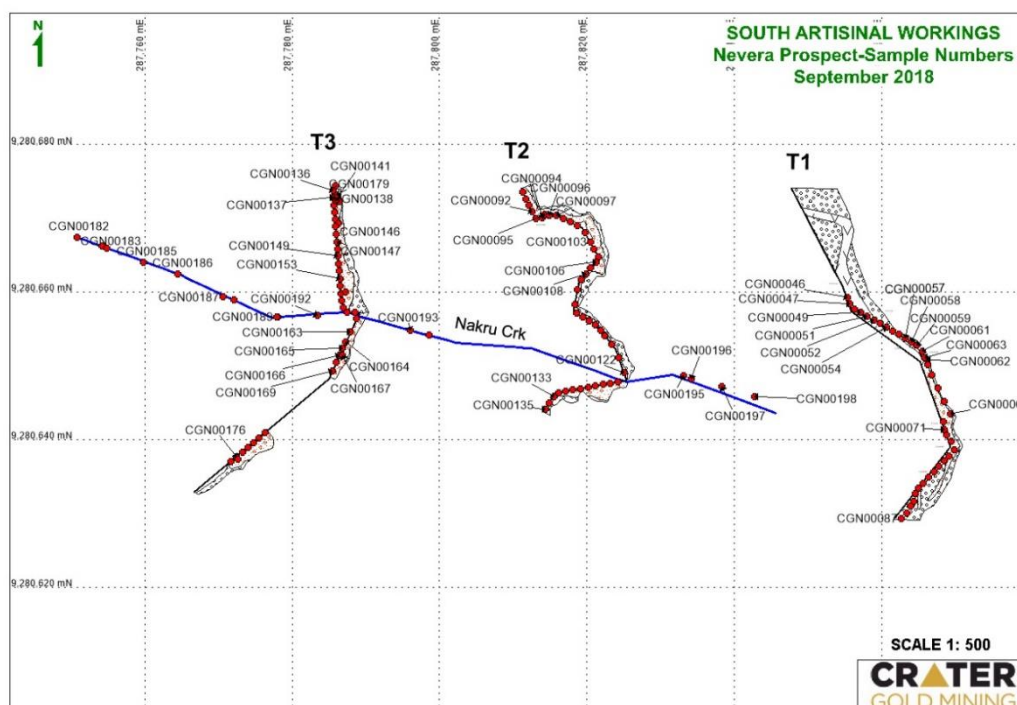 N
287,760 mE
287,780 mE
287,800 mE
287,820 mE
SOUTH ARTISINAL WORKINGS
Nevera Prospect-Sample Numbers
September 2018
9,280,680 mN
T3
T2
T1
CGN00136
CGN00141
CGN00179
CGN00137
CGN00138
CGN00094
CGN00096
CGN00092
CGN00097
CGN00095
CGN00103
CGN00182
CGN00183
CGN00185
CGN00186
CGN00146
CGN00149
CGN00147
CGN00153
CGN00106
CGN00108
CGN00046
CGN00047
CGN00049
CGN00051
CGN00052
CGN00054
CGN00057
CGN00058
CGN00059
CGN00061
CGN00063
CGN00062
9,280,660 mN
CGN00187
CGN00192
CGN00193
Nakru Crk
CGN00163
CGN00165
CGN00164
CGN00166
CGN00167
CGN00169
CGN00122
CGN00133
CGN00135
CGN00196
CGN00195
CGN00198
CGN00197
CGN00071
9,280,640 mN
CGN00176
CGN00087
9,280,620 mN
SCALE 1: 500
CRATER
GOLD MINING